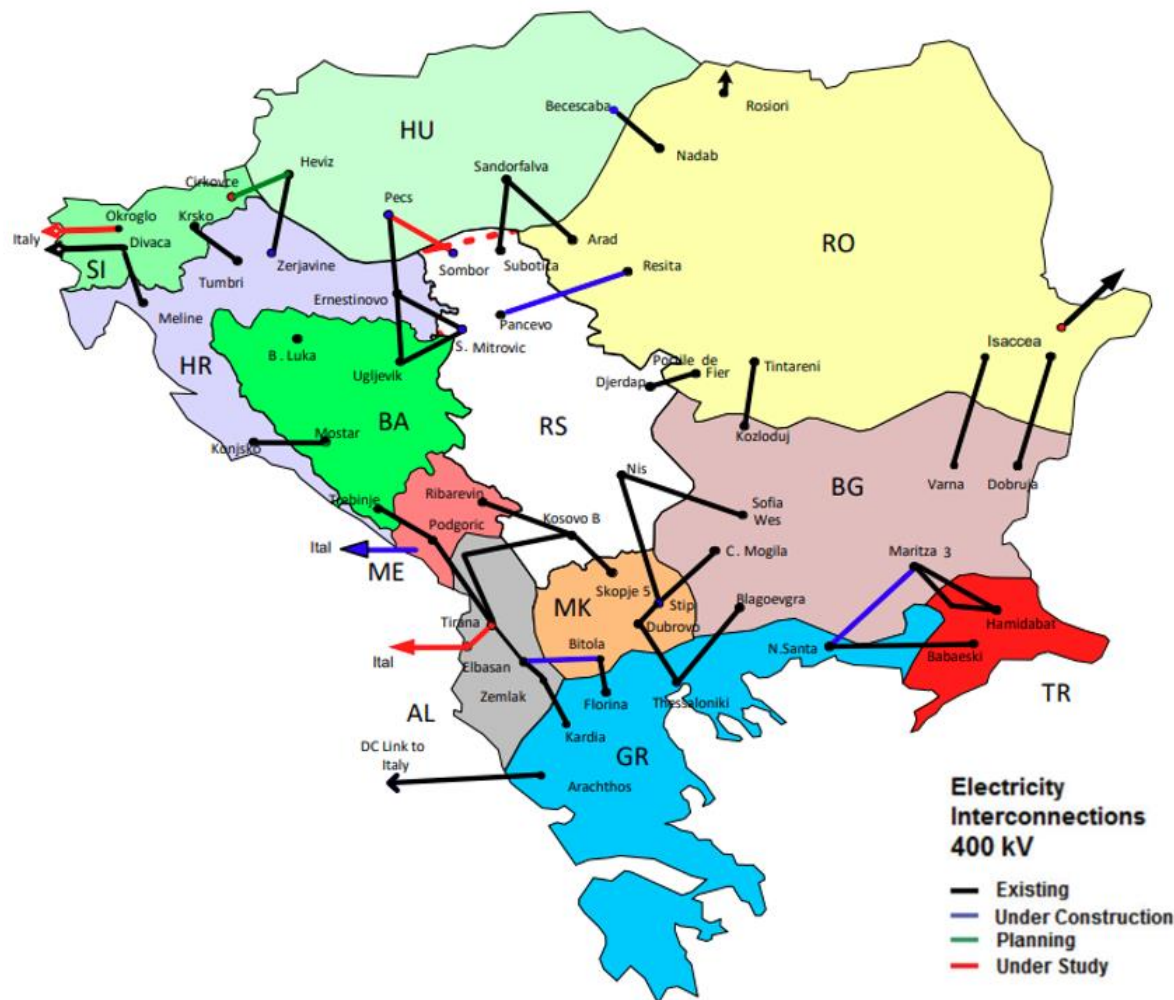 Rosiori
Becescaba
HU
Nadab
Heviz
Sandorfalva
Cirkovce
Pecs
Okroglo
Krsko
Italy
Divaca
Arad
RO
SI
Tumbri
Zerjavine
Sombor
Subotica
Resita
Meline
Ernestinovo
Pancevo
S. Mitrovic
Isaccea
HR
B. Luka
Ugljevik
Portile de
Fier
Djerdap
Tintareni
BA
RS
Konjsko
Mostar
Kozloduj
Nis
BG
Varna
Dobruja
Trebinje
Ribarevin
Sofia
Wes
Podgoric
Kosovo B
Ital
C. Mogila
Maritza 3
ME
MK
Skopje 5
Stip
Blagoevgra
Hamidabat
Tirana
Dubrovo
Ital
Elbasan
Bitola
N.Santa
Babaeski
Zemlak
Florina
Thessaloniki
TR
AL
Kardia
DC Link to
Italy
GR
Arachthos
Electricity
Interconnections
400 kV
Existing
Under Construction
Planning
Under Study